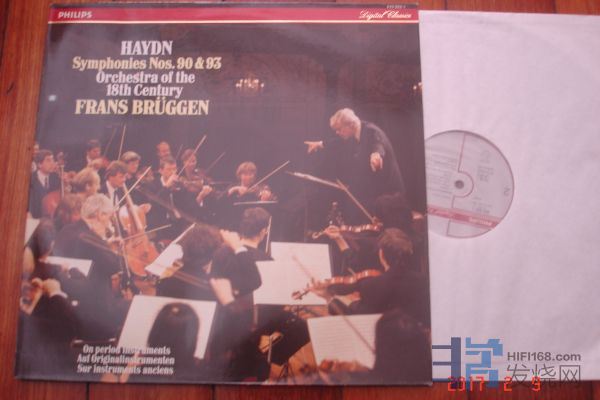 PHILIPS
Digital Classics
HAYDN
Symphonies Nos. 90 & 93
Orchestra of the
18th Century
FRANS BRÜGGEN
On period instruments
Auf Originalinstrumenten
Sur instruments anciens
2
HIFI168.com
发烧网
2017 2 9